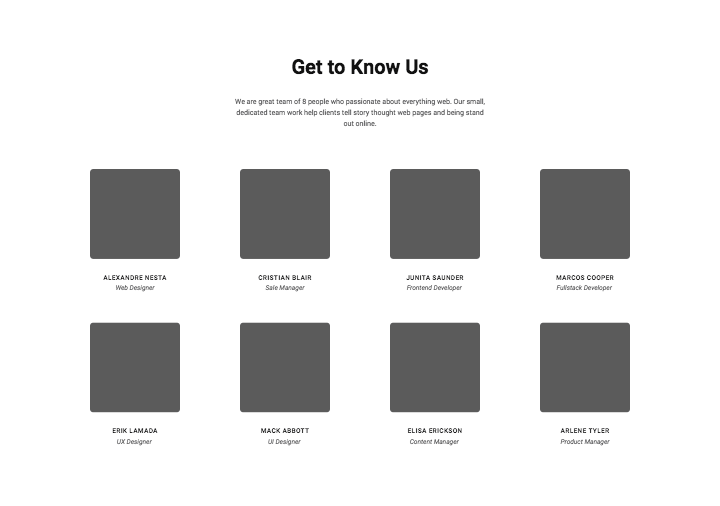 Get to Know Us
We are great team of 8 people who passionate about everything web. Our small,
dedicated team work help clients tell story thought web pages and being stand
out online.
ALEXANDRE NESTA
Web Designer
CRISTIAN BLAIR
Sale Manager
JUNITA SAUNDER
Frontend Developer
MARCOS COOPER
Fullstack Developer
ERIK LAMADA
UX Designer
MACK ABBOTT
UI Designer
ELISA ERICKSON
Content Manager
ARLENE TYLER
Product Manager